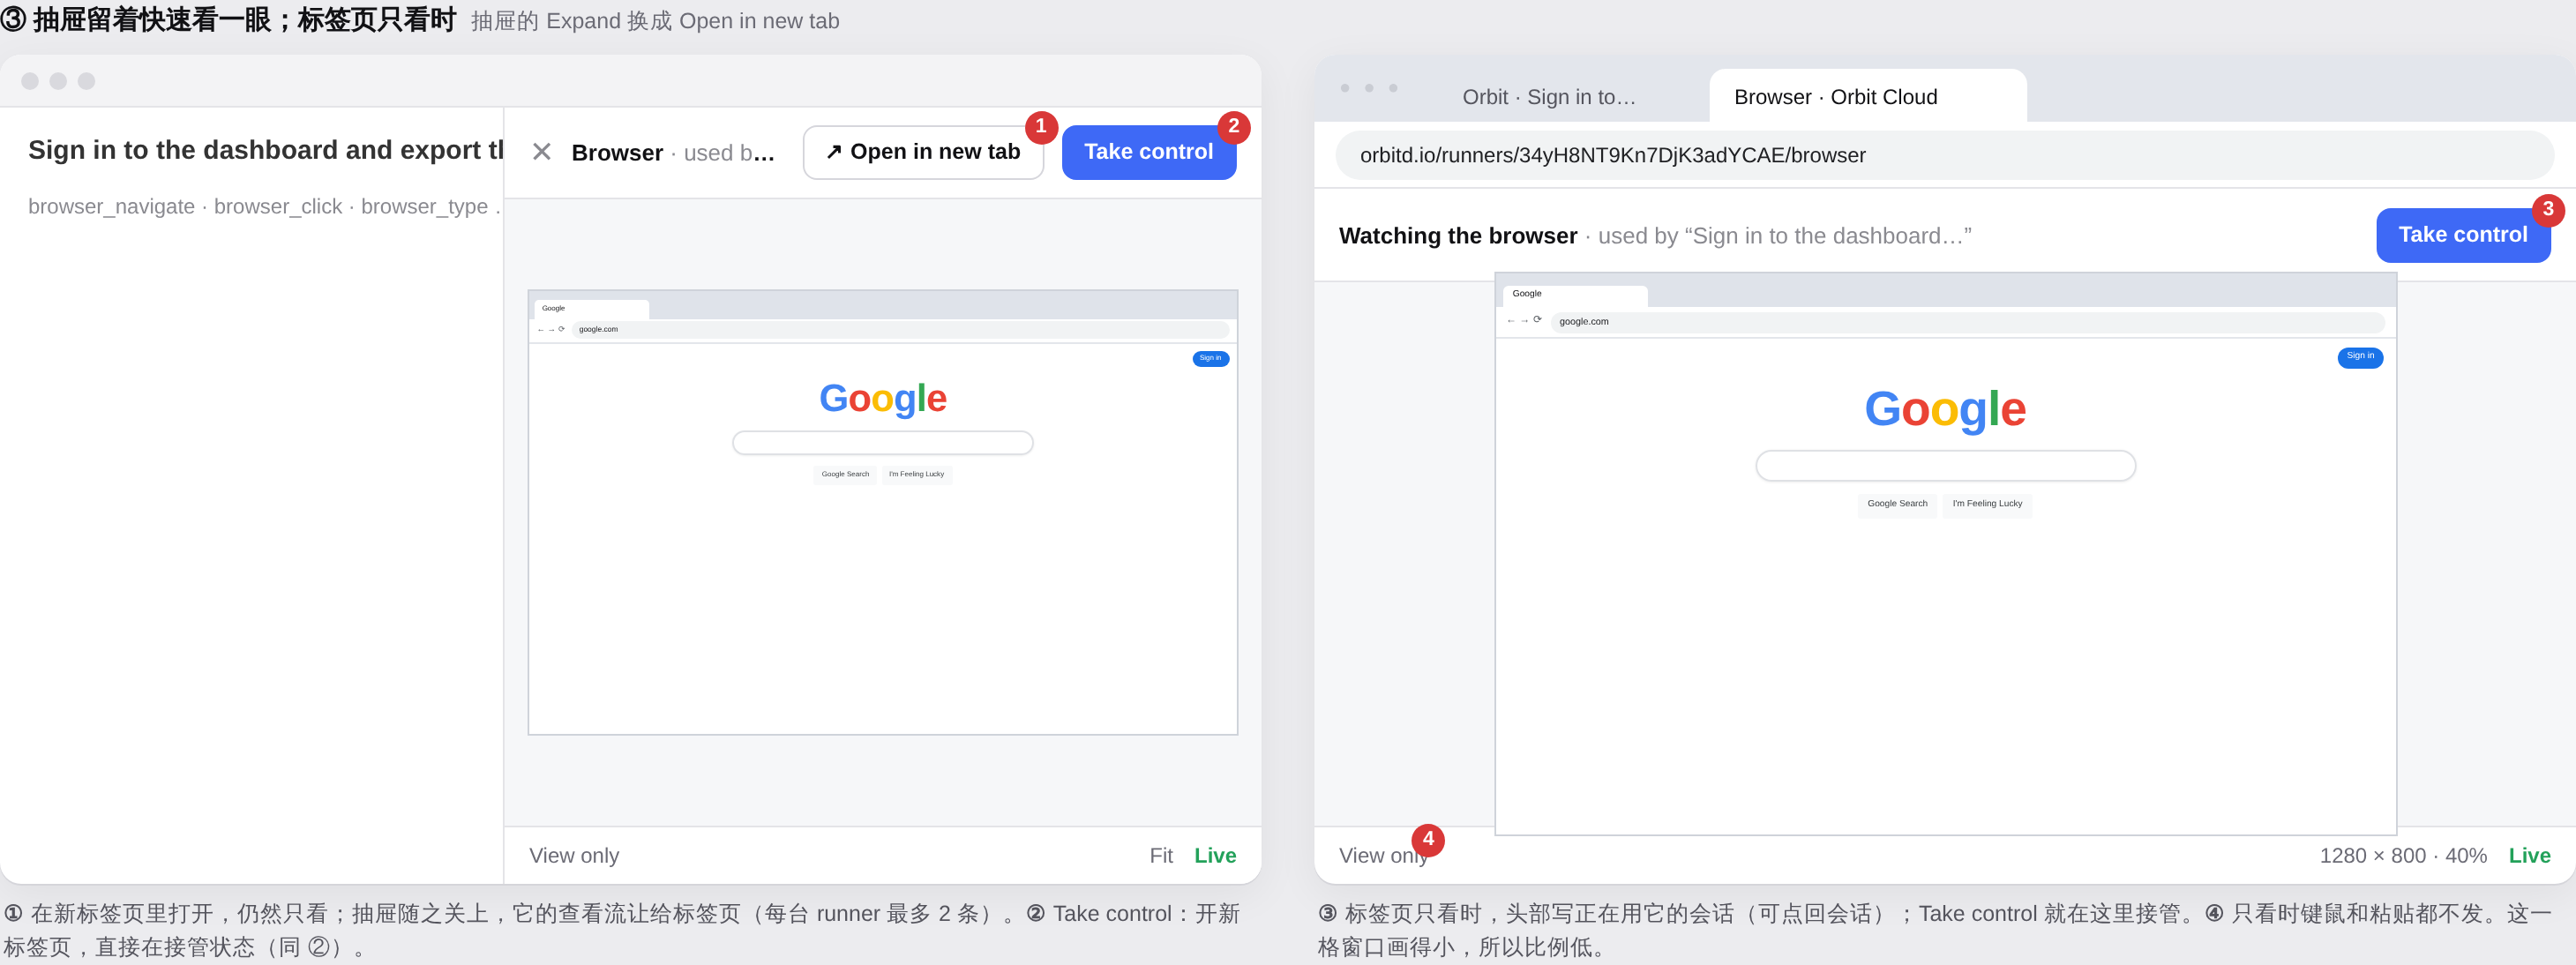 ③ 抽屉留着快速看一眼；标签页只看时 抽屉的 Expand 换成 Open in new tab
Sign in to the dashboard and export th
browser_navigate · browser_click · browser_type …
✕ Browser · used b… ↗ Open in new tab 1 Take control 2
Google
← → ⟳ google.com
Sign in
Google
Google Search I'm Feeling Lucky
View only Fit Live
① 在新标签页里打开，仍然只看；抽屉随之关上，它的查看流让给标签页（每台 runner 最多 2 条）。② Take control：开新
标签页，直接在接管状态（同 ②）。
Orbit · Sign in to… Browser · Orbit Cloud
orbitd.io/runners/34yH8NT9Kn7DjK3adYCAE/browser
Watching the browser · used by “Sign in to the dashboard…” Take control 3
Google
← → ⟳ google.com
Sign in
Google
Google Search I'm Feeling Lucky
View only 4 1280 × 800 · 40% Live
③ 标签页只看时，头部写正在用它的会话（可点回会话）；Take control 就在这里接管。④ 只看时键鼠和粘贴都不发。这一
格窗口画得小，所以比例低。